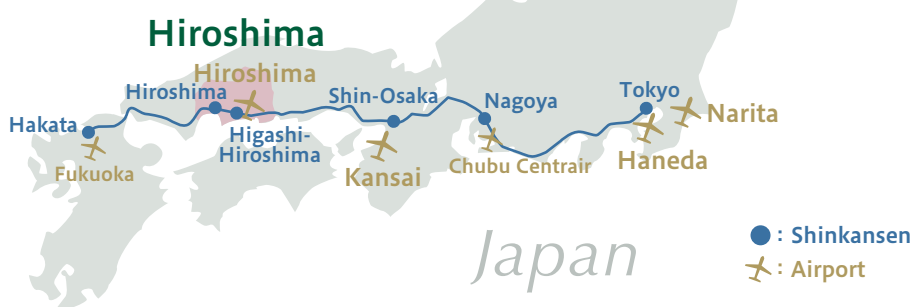 Hiroshima
Hiroshima
Hiroshima
Shin-Osaka
Nagoya
Tokyo
Narita
Hakata
Higashi-
Hiroshima
Fukuoka
Kansai
Chubu Centrair
Haneda
Japan
: Shinkansen
: Airport